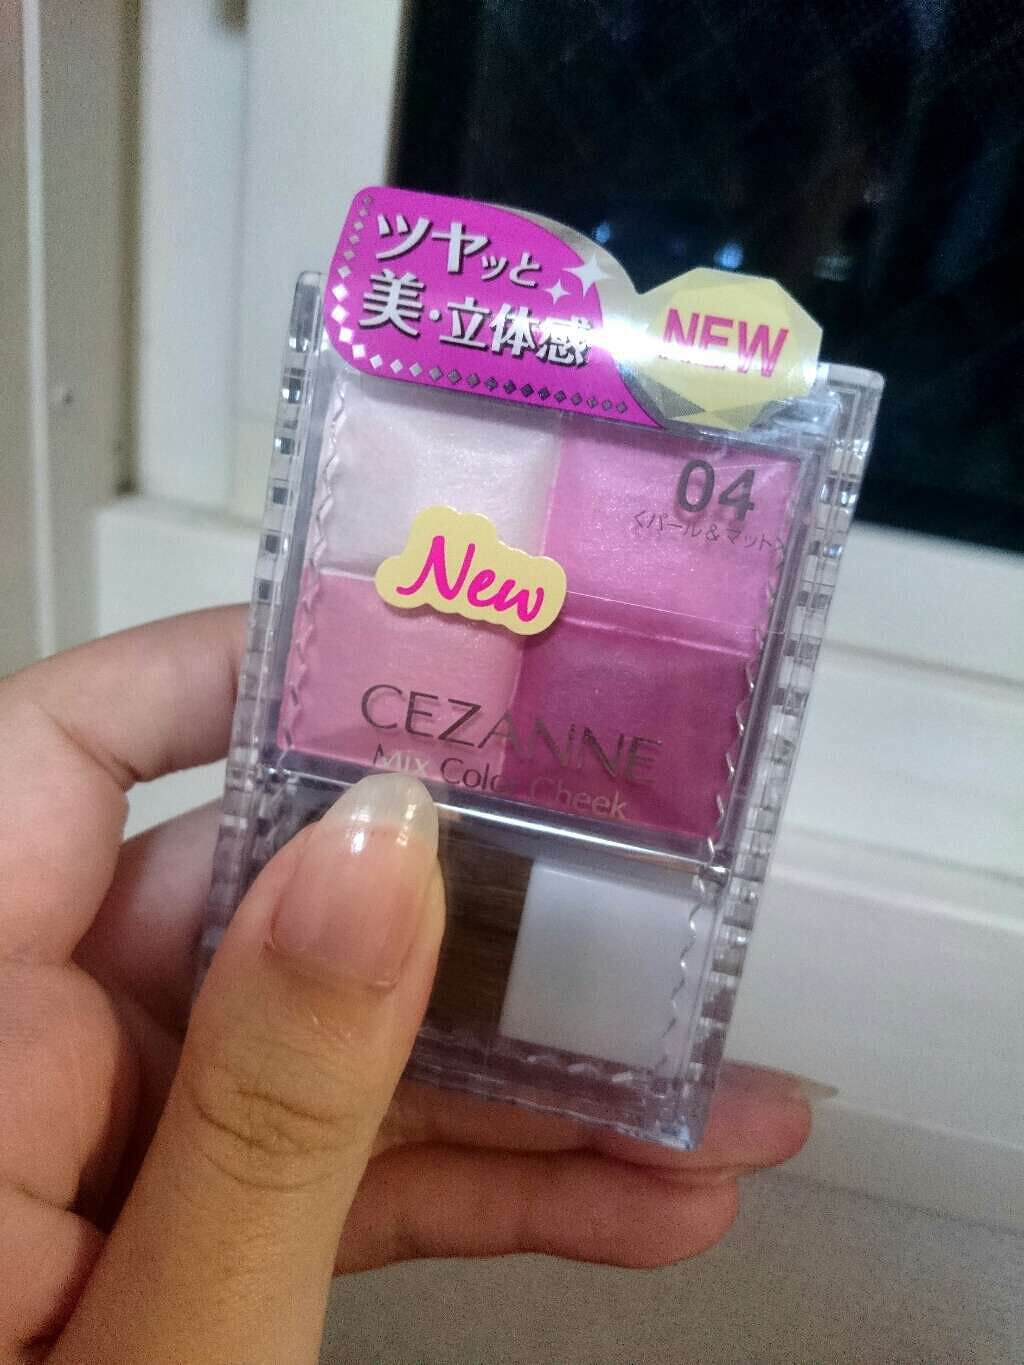 ツヤッと
美・立体感
NEW
04
<パール&マット>
New
CEZANNE
Mix Color Cheek